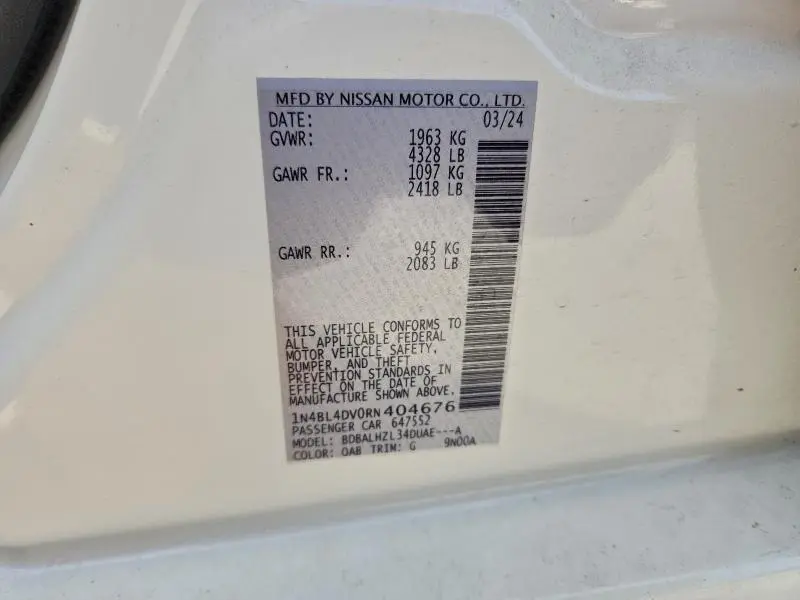 MFD BY NISSAN MOTOR CO., LTD.
DATE: 03/24
GVWR: 1963 KG
4328 LB
GAWR FR.: 1097 KG
2418 LB
GAWR RR.: 945 KG
2083 LB
THIS VEHICLE CONFORMS TO
ALL APPLICABLE FEDERAL
MOTOR VEHICLE SAFETY,
BUMPER, AND THEFT
PREVENTION STANDARDS IN
EFFECT ON THE DATE OF
MANUFACTURE SHOWN ABOVE.
1N4BL4DV0RN404676
PASSENGER CAR 647552
MODEL: BDBALHZL34DUAE---A
COLOR: QAB TRIM: G 9N00A